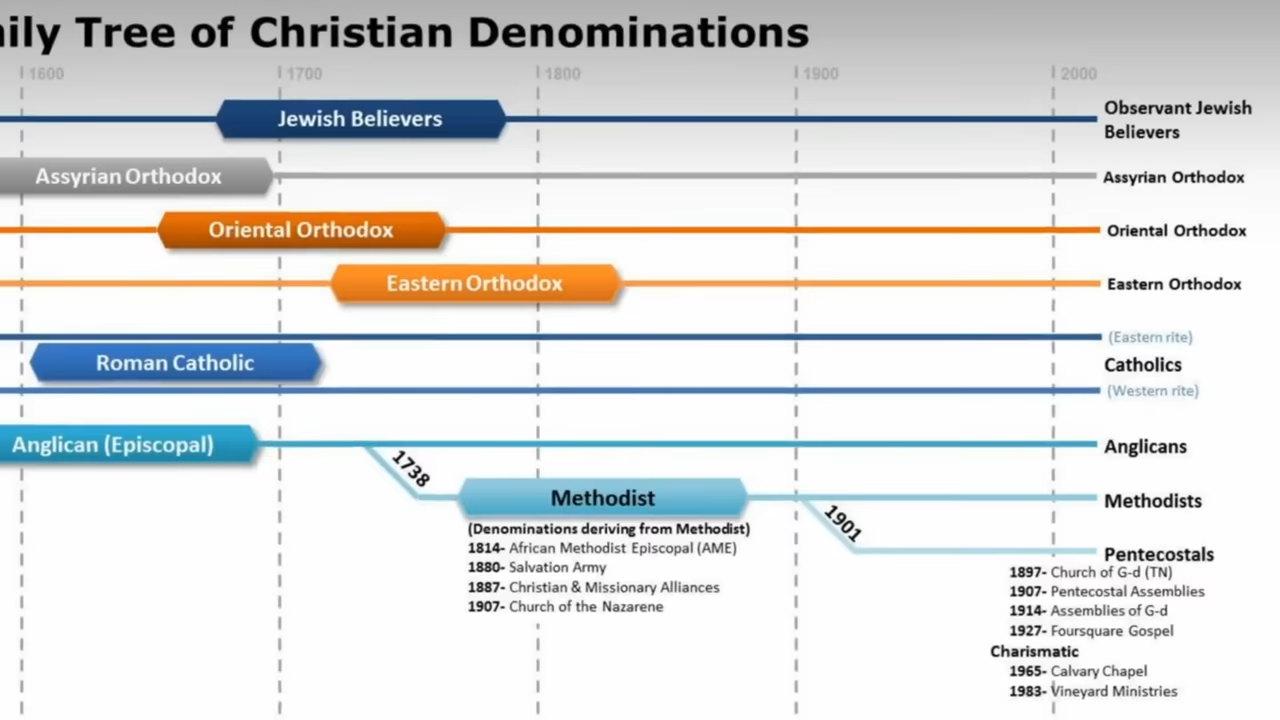 ily Tree of Christian Denominations
1600 1700 1800 1900 2000
Jewish Believers
Observant Jewish
Believers
Assyrian Orthodox
Assyrian Orthodox
Oriental Orthodox
Oriental Orthodox
Eastern Orthodox
Eastern Orthodox
(Eastern rite)
Roman Catholic
Catholics
(Western rite)
Anglican (Episcopal)
Anglicans
1738
Methodist
Methodists
(Denominations deriving from Methodist)
1814- African Methodist Episcopal (AME)
1880- Salvation Army
1887- Christian & Missionary Alliances
1907- Church of the Nazarene
1901
Pentecostals
1897- Church of G-d (TN)
1907- Pentecostal Assemblies
1914- Assemblies of G-d
1927- Foursquare Gospel
Charismatic
1965- Calvary Chapel
1983- Vineyard Ministries